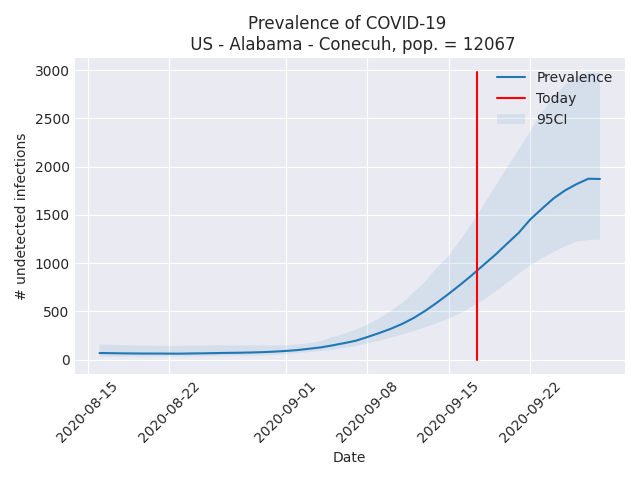 Prevalence of COVID-19
US - Alabama - Conecuh, pop. = 12067
# undetected infections
3000
2500
2000
1500
1000
500
0
Prevalence
Today
95CI
2020-08-15
2020-08-22
2020-09-01
2020-09-08
2020-09-15
2020-09-22
Date